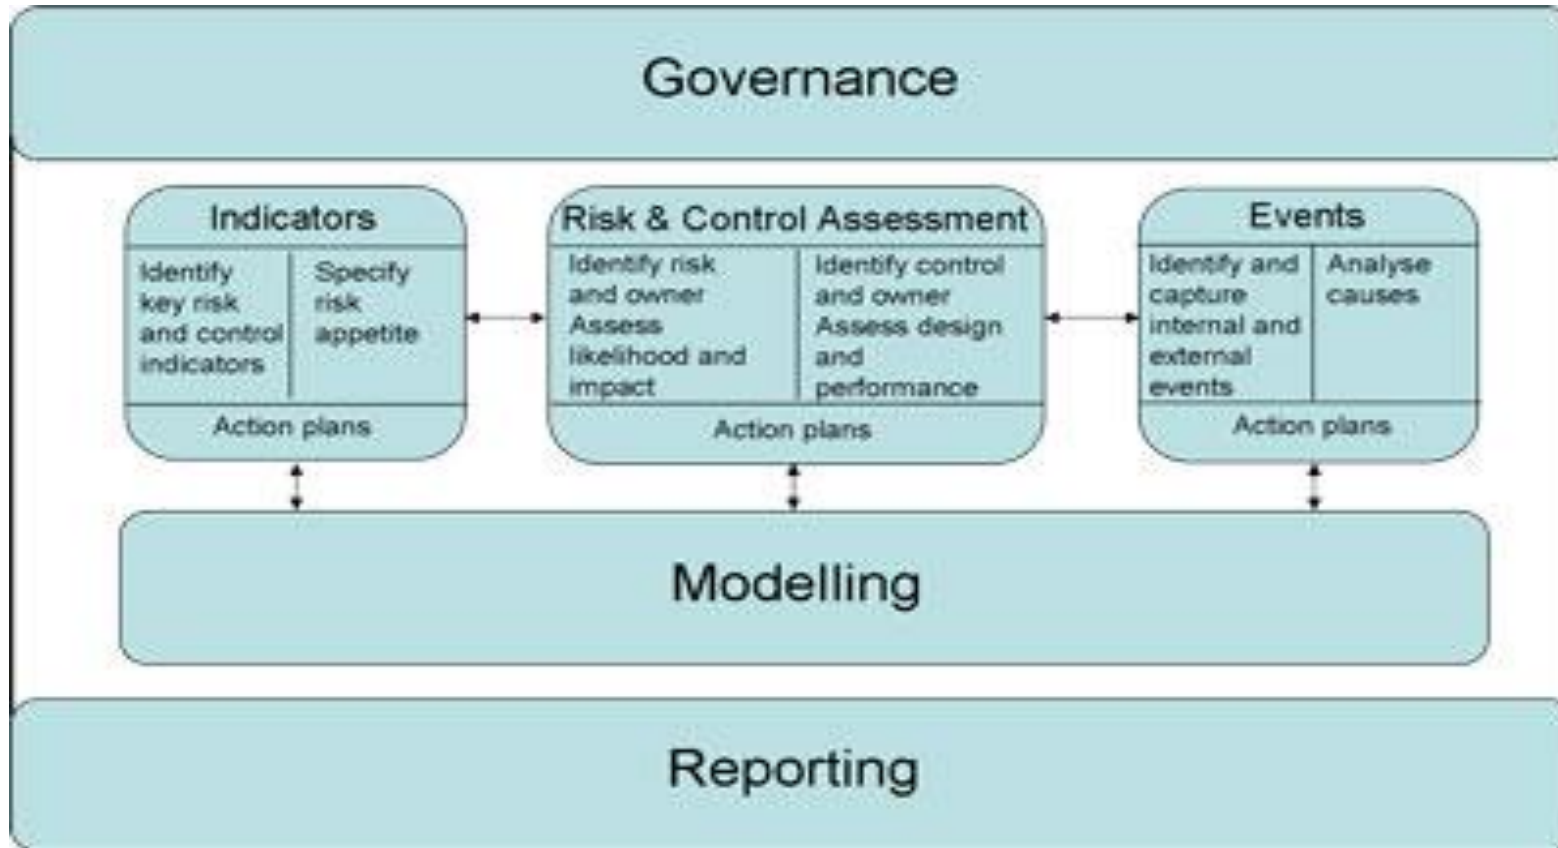 Governance
Indicators
Identify
key risk
and control
indicators
Specify
risk
appetite
Action plans
Risk & Control Assessment
Identify risk
and owner
Assess
likelihood and
impact
Identify control
and owner
Assess design
and
performance
Action plans
Events
Identify and
capture
internal and
external
events
Analyse
causes
Action plans
Modelling
Reporting